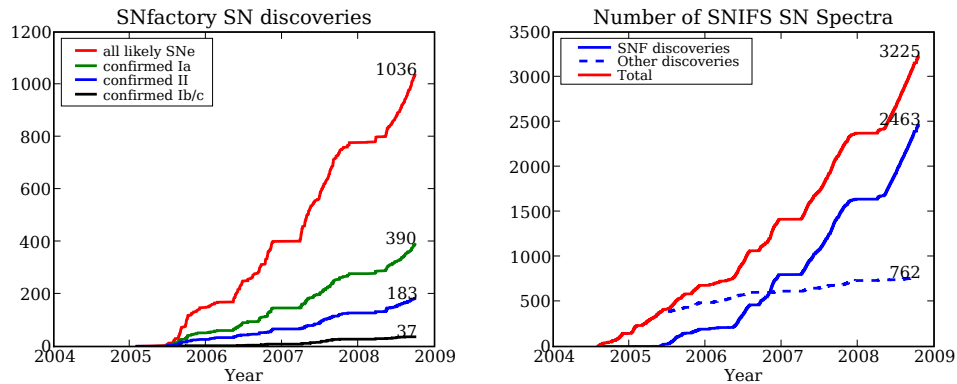 SNfactory SN discoveries
1200
1000
800
600
400
200
0
all likely SNe
confirmed Ia
confirmed II
confirmed Ib/c
1036
390
183
37
2004 2005 2006 2007 2008 2009
Year
Number of SNIFS SN Spectra
3500
3000
2500
2000
1500
1000
500
0
SNF discoveries
Other discoveries
Total
3225
2463
762
2004 2005 2006 2007 2008 2009
Year